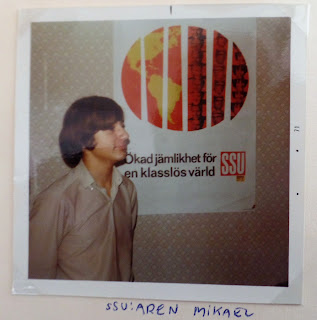 Ökad jämlikhet för
en klasslös värld
SSU
SSU:AREN MIKAEL